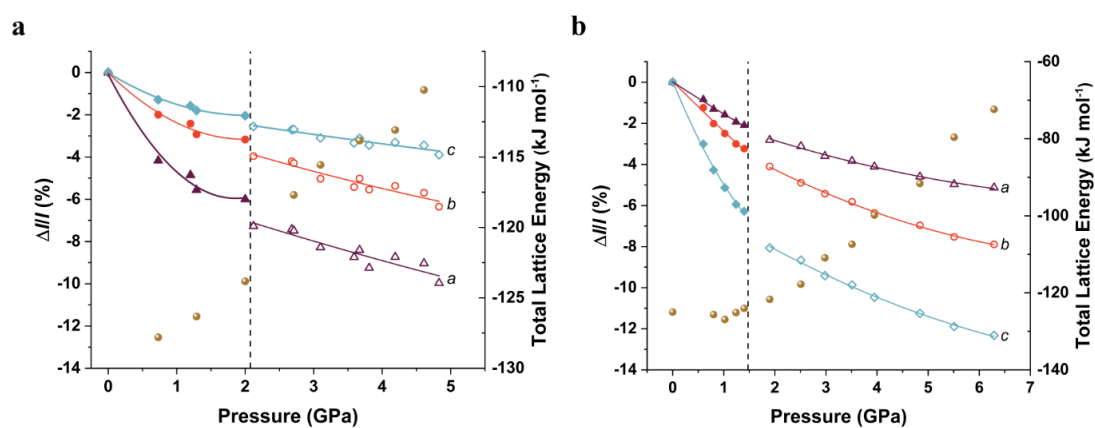 a
0
-2
-4
-6
-8
-10
-12
-14
Δl/l (%)
0 1 2 3 4 5
Pressure (GPa)
-110
-115
-120
-125
-130
Total Lattice Energy (kJ mol⁻¹)
c
b
a
b
0
-2
-4
-6
-8
-10
-12
-14
Δl/l (%)
0 1 2 3 4 5 6 7
Pressure (GPa)
-60
-80
-100
-120
-140
Total Lattice Energy (kJ mol⁻¹)
a
b
c